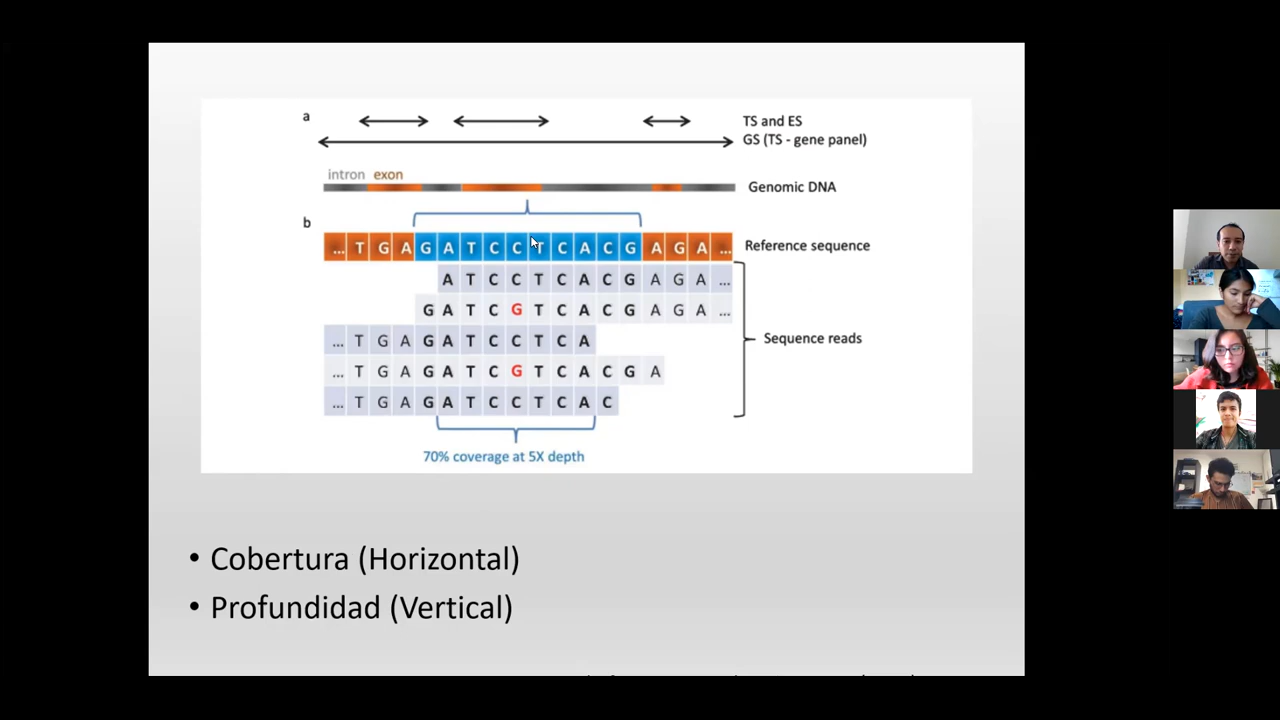 a
TS and ES
GS (TS - gene panel)
intron exon
Genomic DNA
b
... T G A G A T C C T C A C G A G A ...
Reference sequence
A T C C T C A C G A G A ...
G A T C G T C A C G A G A ...
... T G A G A T C C T C A
Sequence reads
... T G A G A T C G T C A C G A
... T G A G A T C C T C A C
70% coverage at 5X depth
• Cobertura (Horizontal)
• Profundidad (Vertical)